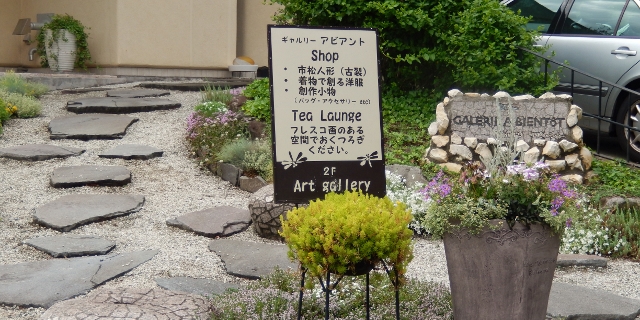 ギャルリー アビアント
Shop
・ 市松人形（古裂）
・ 着物で創る洋服
・ 創作小物
（バッグ・アクセサリー etc）
Tea Launge
フレスコ画のある
空間でおくつろぎ
ください。
2F
Art gallery
GALERIJ A BIENTÔT